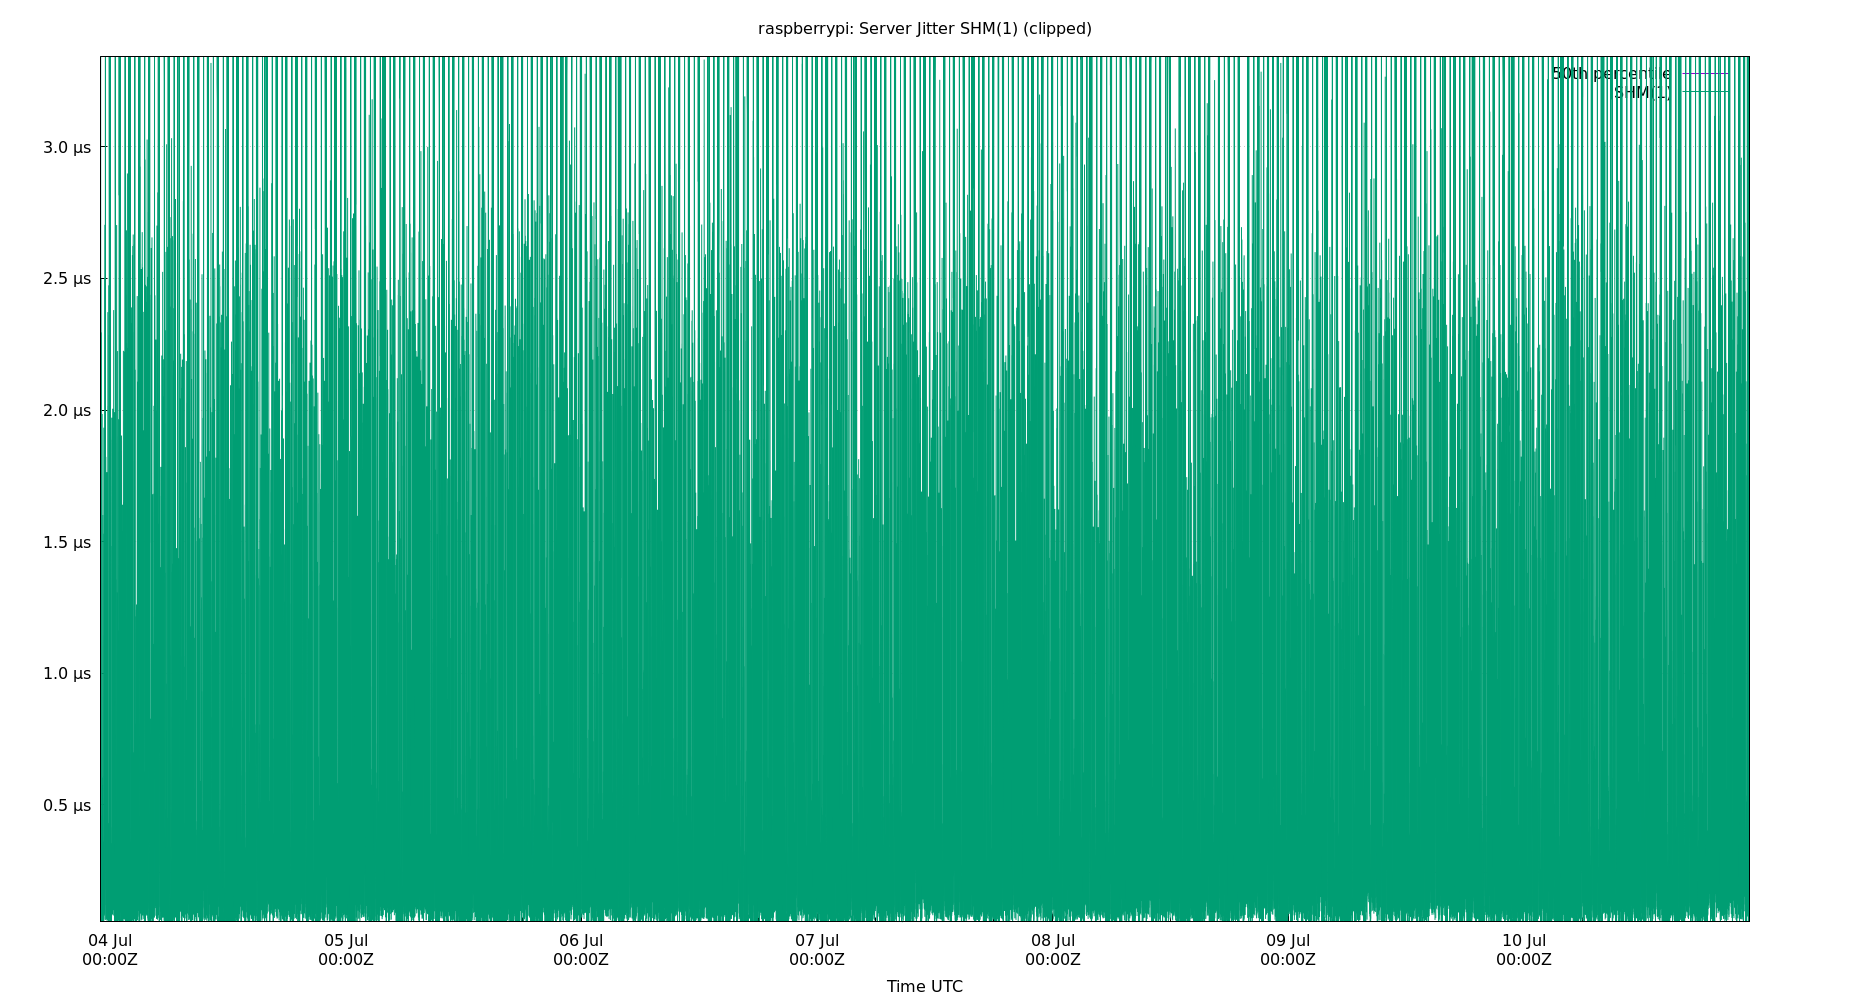 raspberrypi: Server Jitter SHM(1) (clipped)
50th percentile
SHM(1)
3.0 µs
2.5 µs
2.0 µs
1.5 µs
1.0 µs
0.5 µs
04 Jul 05 Jul 06 Jul 07 Jul 08 Jul 09 Jul 10 Jul
00:00Z 00:00Z 00:00Z 00:00Z 00:00Z 00:00Z 00:00Z
Time UTC